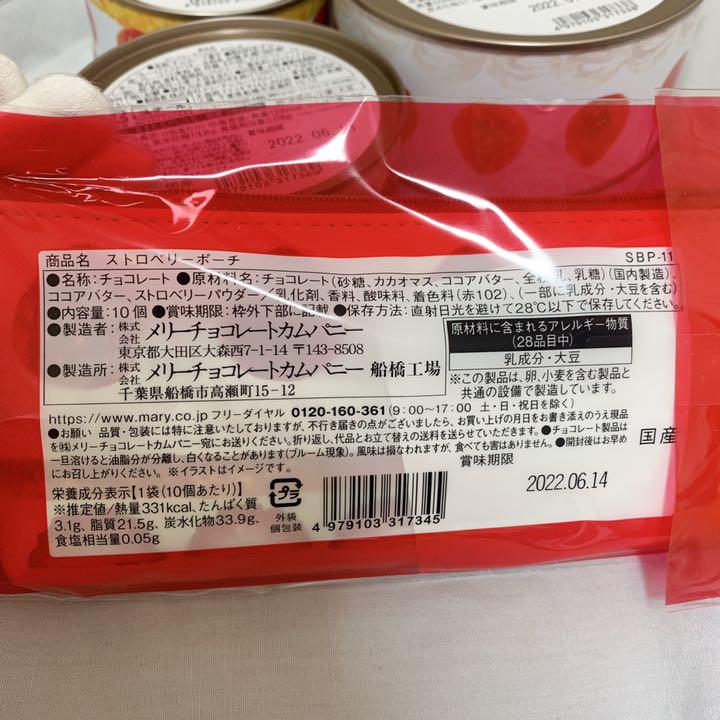 2022.06.
賞味期限
2022 06.
商品名 ストロベリーポーチ SBP-11
●名称:チョコレート ●原材料名:チョコレート(砂糖、カカオマス、ココアバター、全粉乳、乳糖)(国内製造)、
ココアバター、ストロベリーパウダー/乳化剤、香料、酸味料、着色料(赤102)、(一部に乳成分・大豆を含む)
●内容量:10個 ●賞味期限:枠外下部に記載 ●保存方法:直射日光を避けて28℃以下で保存してください。
●製造者:株式会社 メリーチョコレートカムパニー
東京都大田区大森西7-1-14 〒143-8508
●製造所:株式会社 メリーチョコレートカムパニー 船橋工場
千葉県船橋市高瀬町15-12
原材料に含まれるアレルギー物質
(28品目中)
乳成分・大豆
※この製品は、卵、小麦を含む製品と
共通の設備で製造しています。
https://www.mary.co.jp フリーダイヤル 0120-160-361(9:00~17:00 土・日・祝日を除く)
●お願い 品質・包装には特に注意いたしておりますが、不行き届きの点がございましたら、お買い上げの月日をお書き添えのうえ現品
を㈱メリーチョコレートカムパニー宛にお送りください。折り返し、代品とお立て替えの送料を送らせていただきます。●チョコレート製品は
一旦溶けると油脂分が分離し、白くなることがあります(ブルーム現象)。風味は損なわれますが、食べても害はありません。●開封後はお早め
にお召し上がりください。※イラストはイメージです。
国産
賞味期限
2022.06.14
栄養成分表示【1袋(10個あたり)】
※推定値/熱量331kcal、たんぱく質
3.1g、脂質21.5g、炭水化物33.9g、
食塩相当量0.05g
プラ
外袋
個包装
4 979103 317345